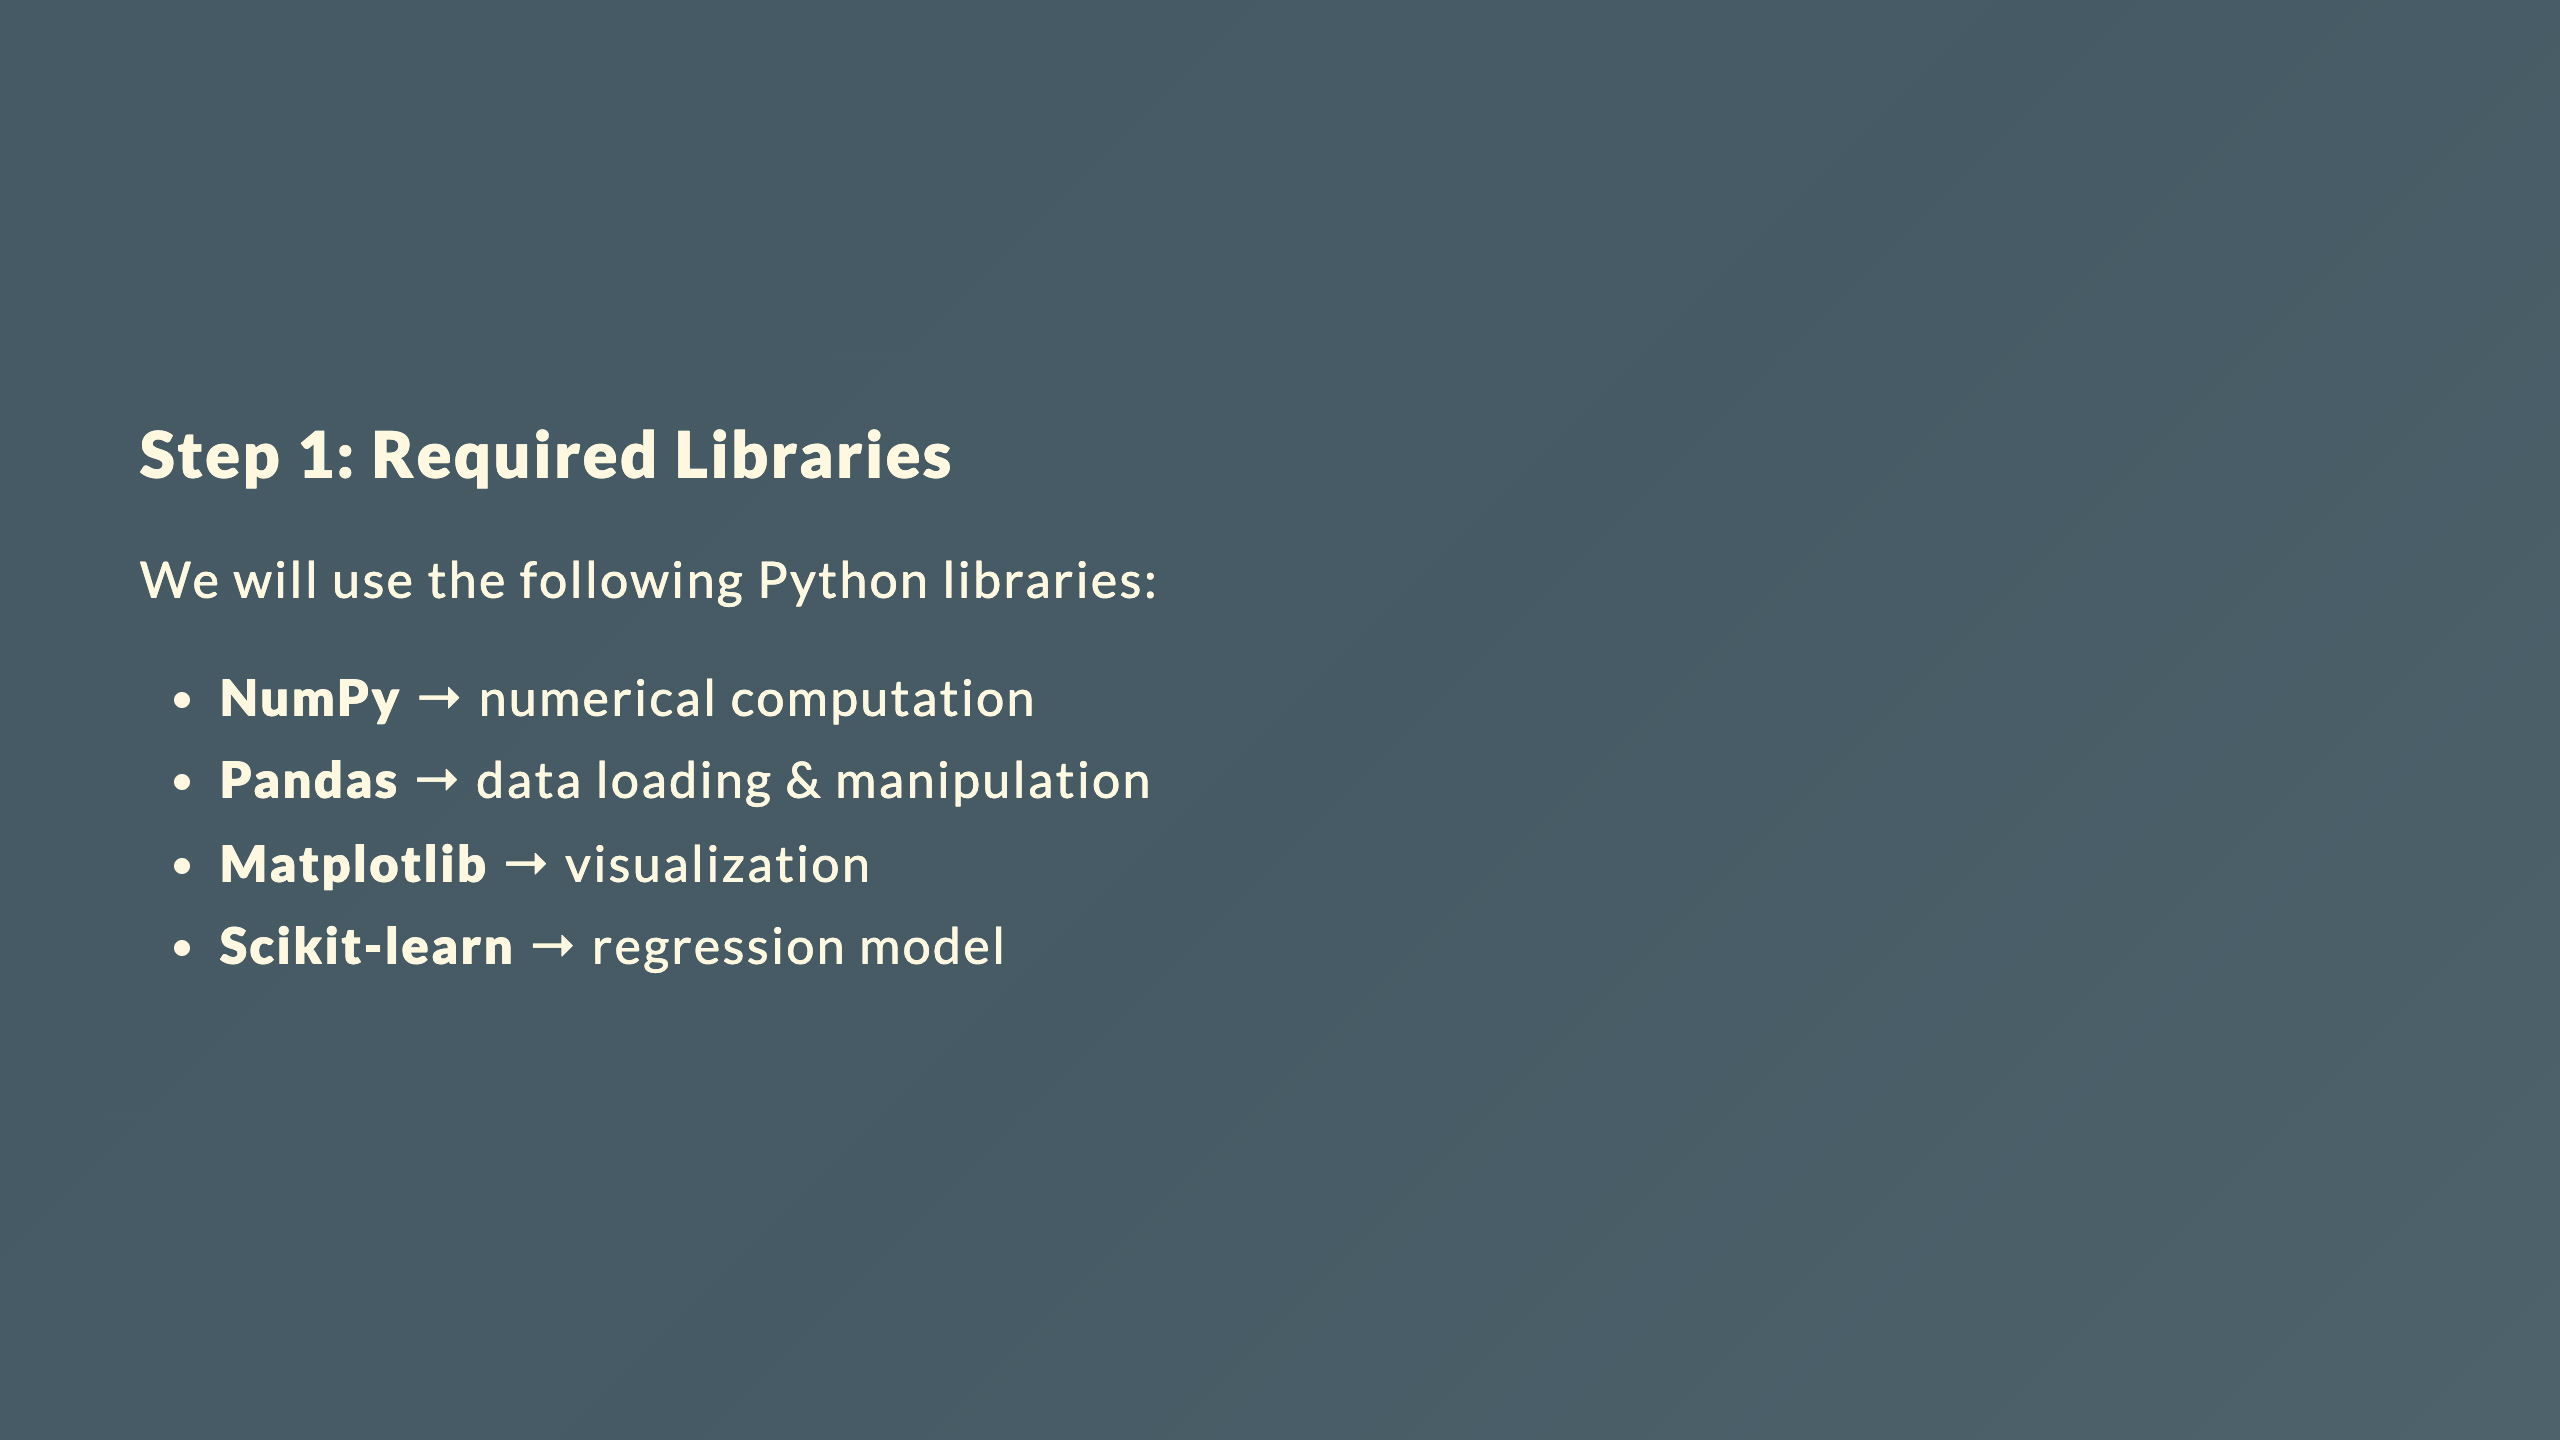 Step 1: Required Libraries
We will use the following Python libraries:
• NumPy → numerical computation
• Pandas → data loading & manipulation
• Matplotlib → visualization
• Scikit-learn → regression model